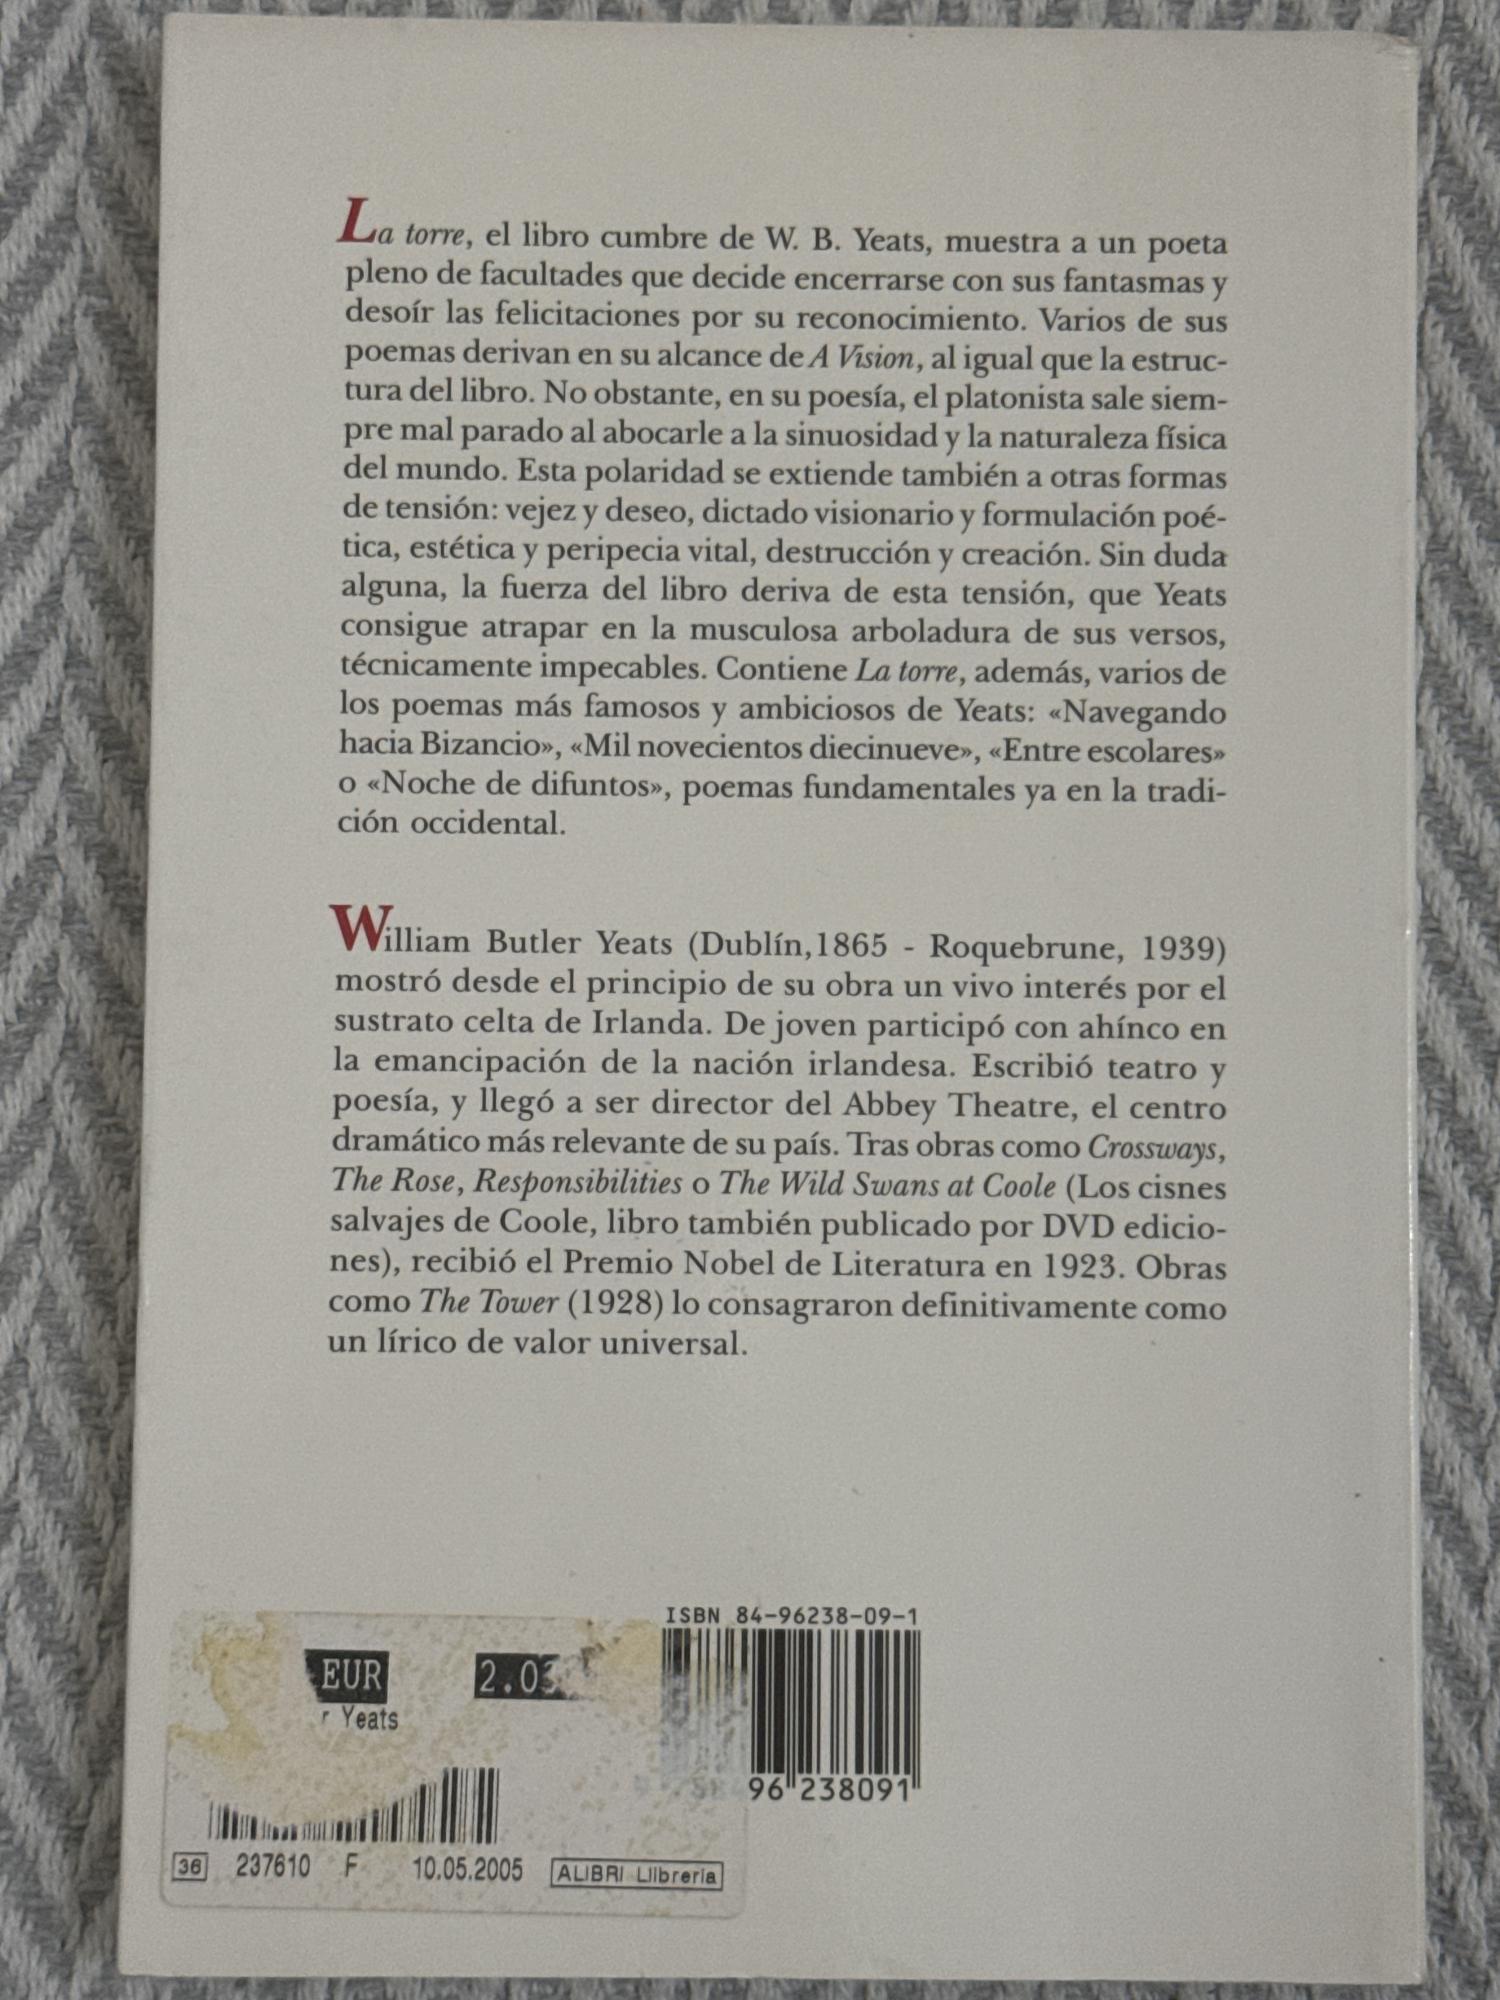 La torre, el libro cumbre de W. B. Yeats, muestra a un poeta
pleno de facultades que decide encerrarse con sus fantasmas y
desoír las felicitaciones por su reconocimiento. Varios de sus
poemas derivan en su alcance de A Vision, al igual que la estruc-
tura del libro. No obstante, en su poesía, el platonista sale siem-
pre mal parado al abocarle a la sinuosidad y la naturaleza física
del mundo. Esta polaridad se extiende también a otras formas
de tensión: vejez y deseo, dictado visionario y formulación poé-
tica, estética y peripecia vital, destrucción y creación. Sin duda
alguna, la fuerza del libro deriva de esta tensión, que Yeats
consigue atrapar en la musculosa arboladura de sus versos,
técnicamente impecables. Contiene La torre, además, varios de
los poemas más famosos y ambiciosos de Yeats: «Navegando
hacia Bizancio», «Mil novecientos diecinueve», «Entre escolares»
o «Noche de difuntos», poemas fundamentales ya en la tradi-
ción occidental.
William Butler Yeats (Dublín,1865 - Roquebrune, 1939)
mostró desde el principio de su obra un vivo interés por el
sustrato celta de Irlanda. De joven participó con ahínco en
la emancipación de la nación irlandesa. Escribió teatro y
poesía, y llegó a ser director del Abbey Theatre, el centro
dramático más relevante de su país. Tras obras como Crossways,
The Rose, Responsibilities o The Wild Swans at Coole (Los cisnes
salvajes de Coole, libro también publicado por DVD edicio-
nes), recibió el Premio Nobel de Literatura en 1923. Obras
como The Tower (1928) lo consagraron definitivamente como
un lírico de valor universal.
ISBN 84-96238-09-1
EUR
r Yeats
96 238091
36 237610 F 10.05.2005 ALIBRI Llibreria